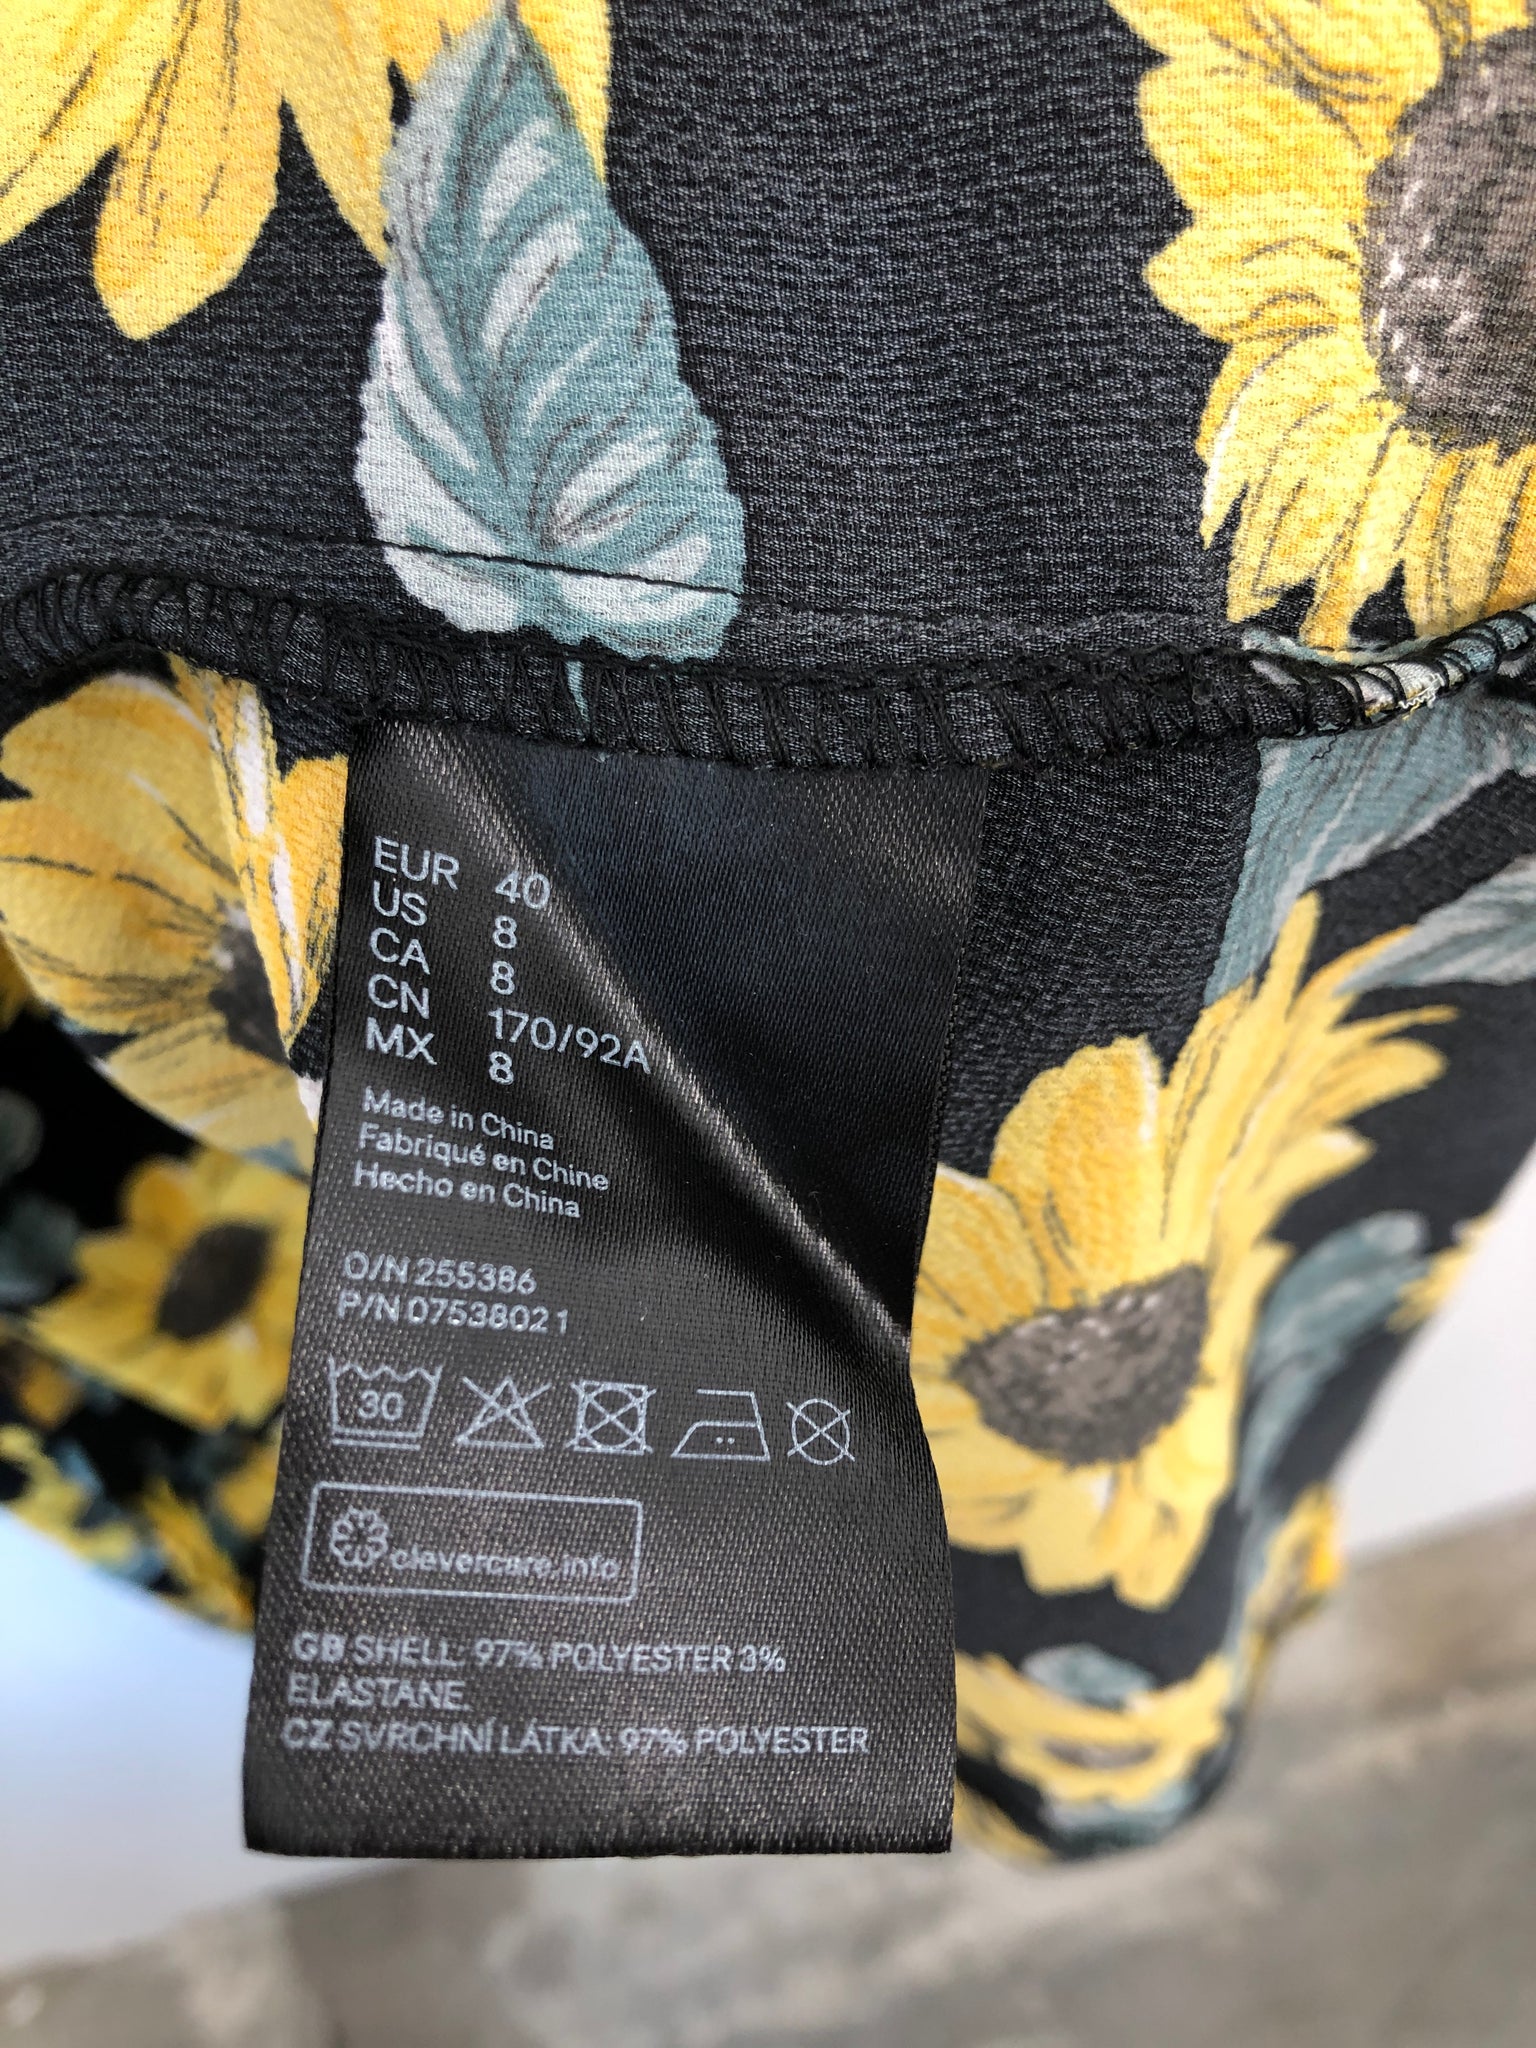 EUR 40
US 8
CA 8
CN 170/92A
MX 8
Made in China
Fabriqué en Chine
Hecho en China
O/N 255386
P/N 07538021
30
clevercare.info
GB SHELL: 97% POLYESTER 3%
ELASTANE
CZ SVRCHNÍ LÁTKA: 97% POLYESTER